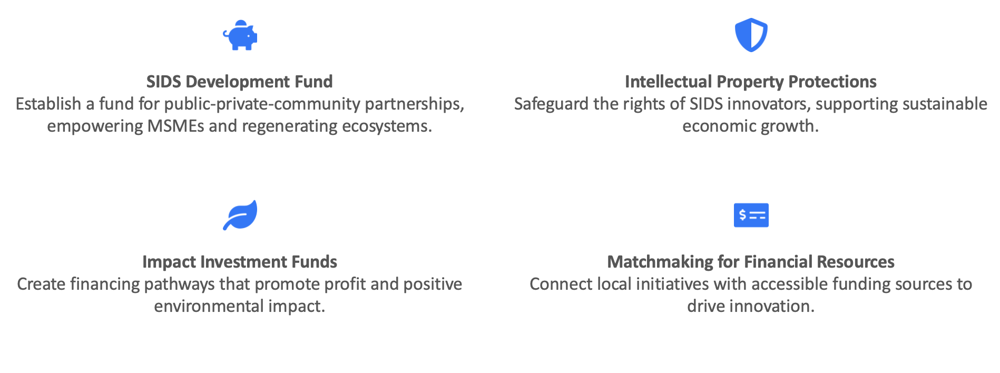 SIDS Development Fund
Establish a fund for public-private-community partnerships,
empowering MSMEs and regenerating ecosystems.
Intellectual Property Protections
Safeguard the rights of SIDS innovators, supporting sustainable
economic growth.
Impact Investment Funds
Create financing pathways that promote profit and positive
environmental impact.
$
Matchmaking for Financial Resources
Connect local initiatives with accessible funding sources to
drive innovation.